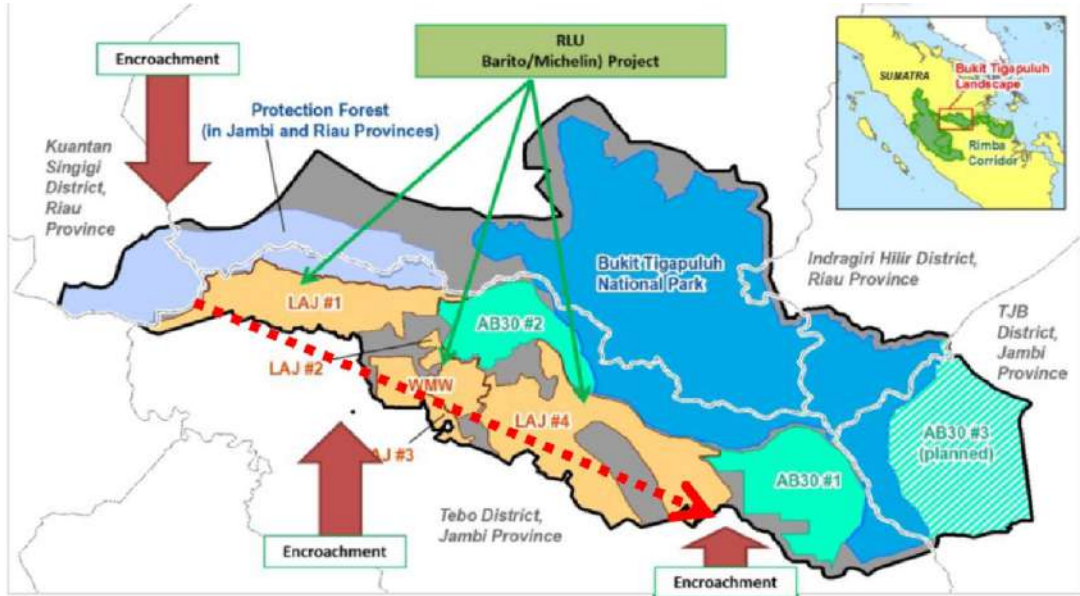 Encroachment
RLU
Barito/Michelin) Project
SUMATRA
Bukit Tigapuluh
Landscape
Rimba
Corridor
Protection Forest
(in Jambi and Riau Provinces)
Kuantan
Singigi
District,
Riau
Province
Bukit Tigapuluh
National Park
Indragiri Hilir District,
Riau Province
TJB
District,
Jambi
Province
LAJ #1
AB30 #2
LAJ #2
WMW
LAJ #4
AJ #3
AB30 #3
(planned)
AB30 #1
Tebo District,
Jambi Province
Encroachment
Encroachment